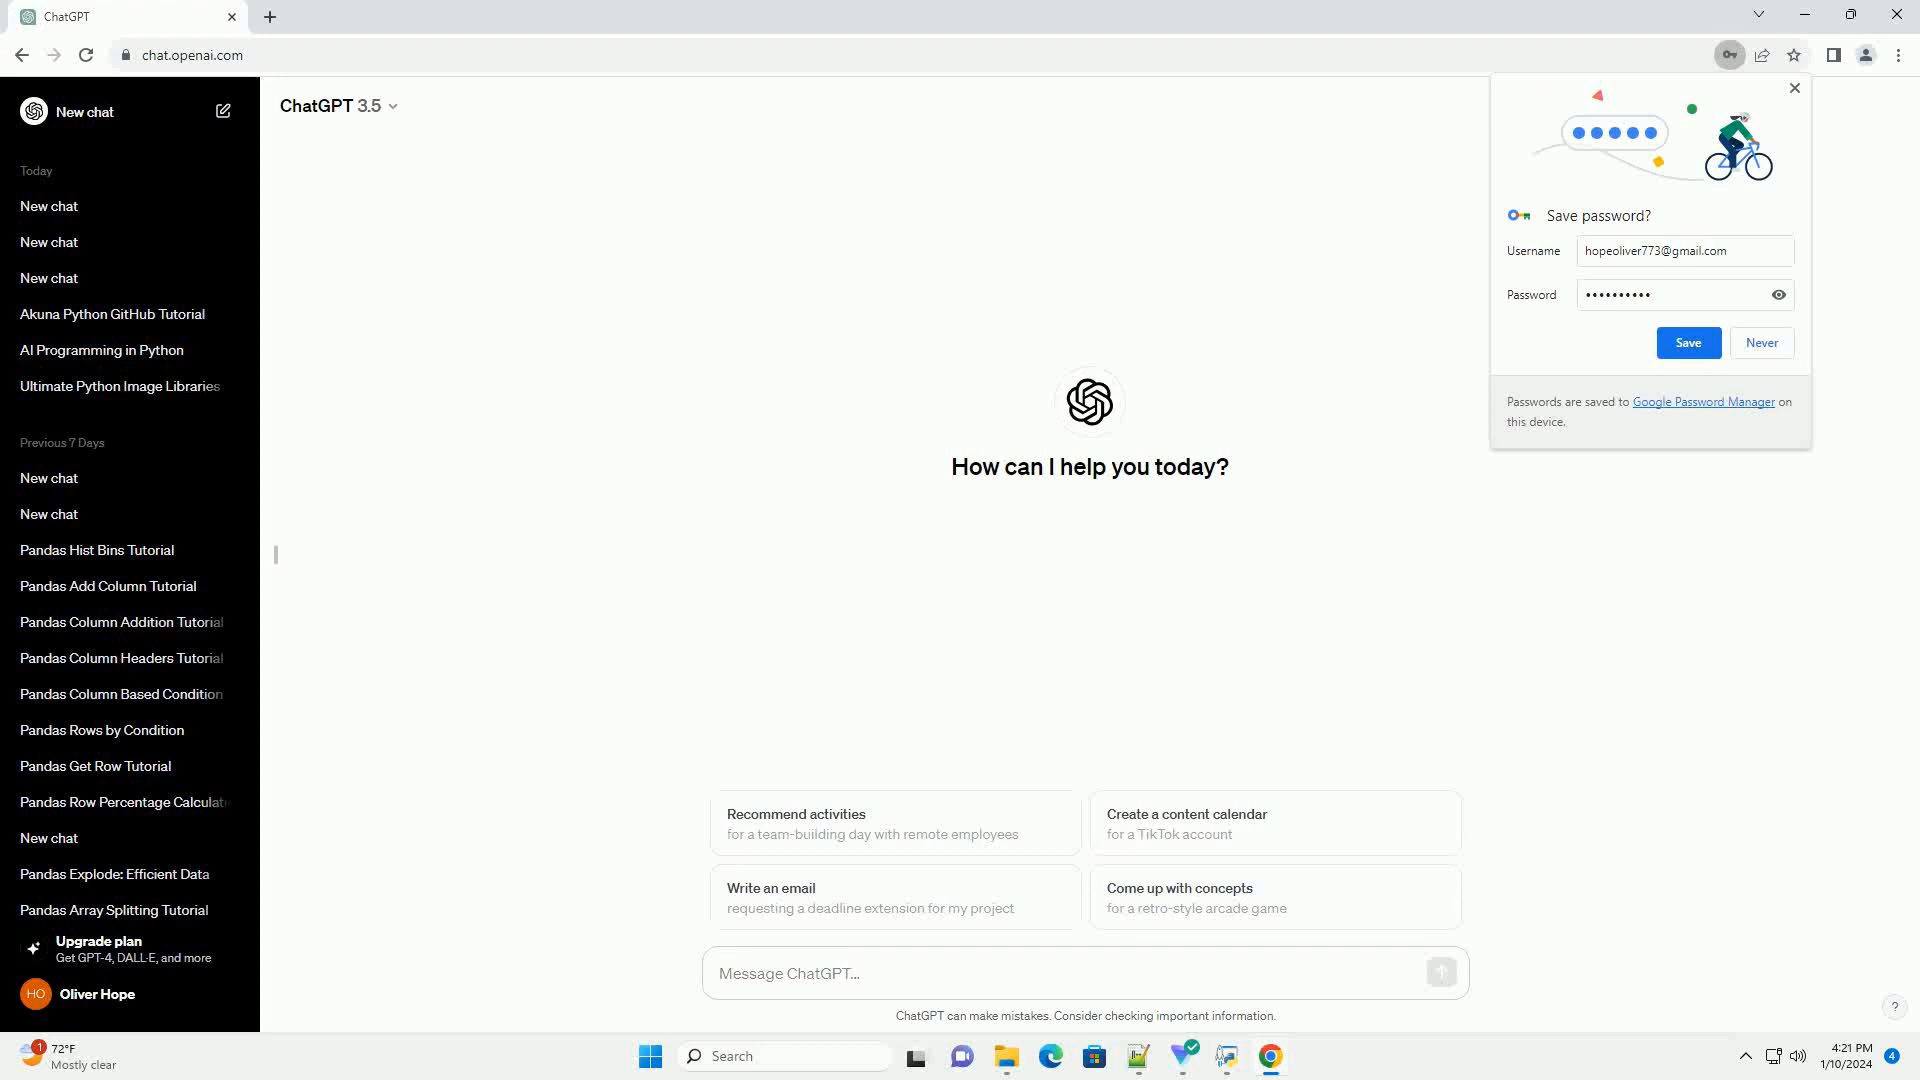 ChatGPT
chat.openai.com
New chat
Today
New chat
New chat
New chat
Akuna Python GitHub Tutorial
AI Programming in Python
Ultimate Python Image Libraries
Previous 7 Days
New chat
New chat
Pandas Hist Bins Tutorial
Pandas Add Column Tutorial
Pandas Column Addition Tutorial
Pandas Column Headers Tutorial
Pandas Column Based Condition
Pandas Rows by Condition
Pandas Get Row Tutorial
Pandas Row Percentage Calculati
New chat
Pandas Explode: Efficient Data
Pandas Array Splitting Tutorial
Upgrade plan
Get GPT-4, DALL·E, and more
HO Oliver Hope
ChatGPT 3.5
How can I help you today?
Recommend activities
for a team-building day with remote employees
Create a content calendar
for a TikTok account
Write an email
requesting a deadline extension for my project
Come up with concepts
for a retro-style arcade game
Message ChatGPT...
ChatGPT can make mistakes. Consider checking important information.
?
Save password?
Username hopeoliver773@gmail.com
Password ••••••••••
Save Never
Passwords are saved to Google Password Manager on
this device.
1
72°F
Mostly clear
Search
4:21 PM
1/10/2024
4